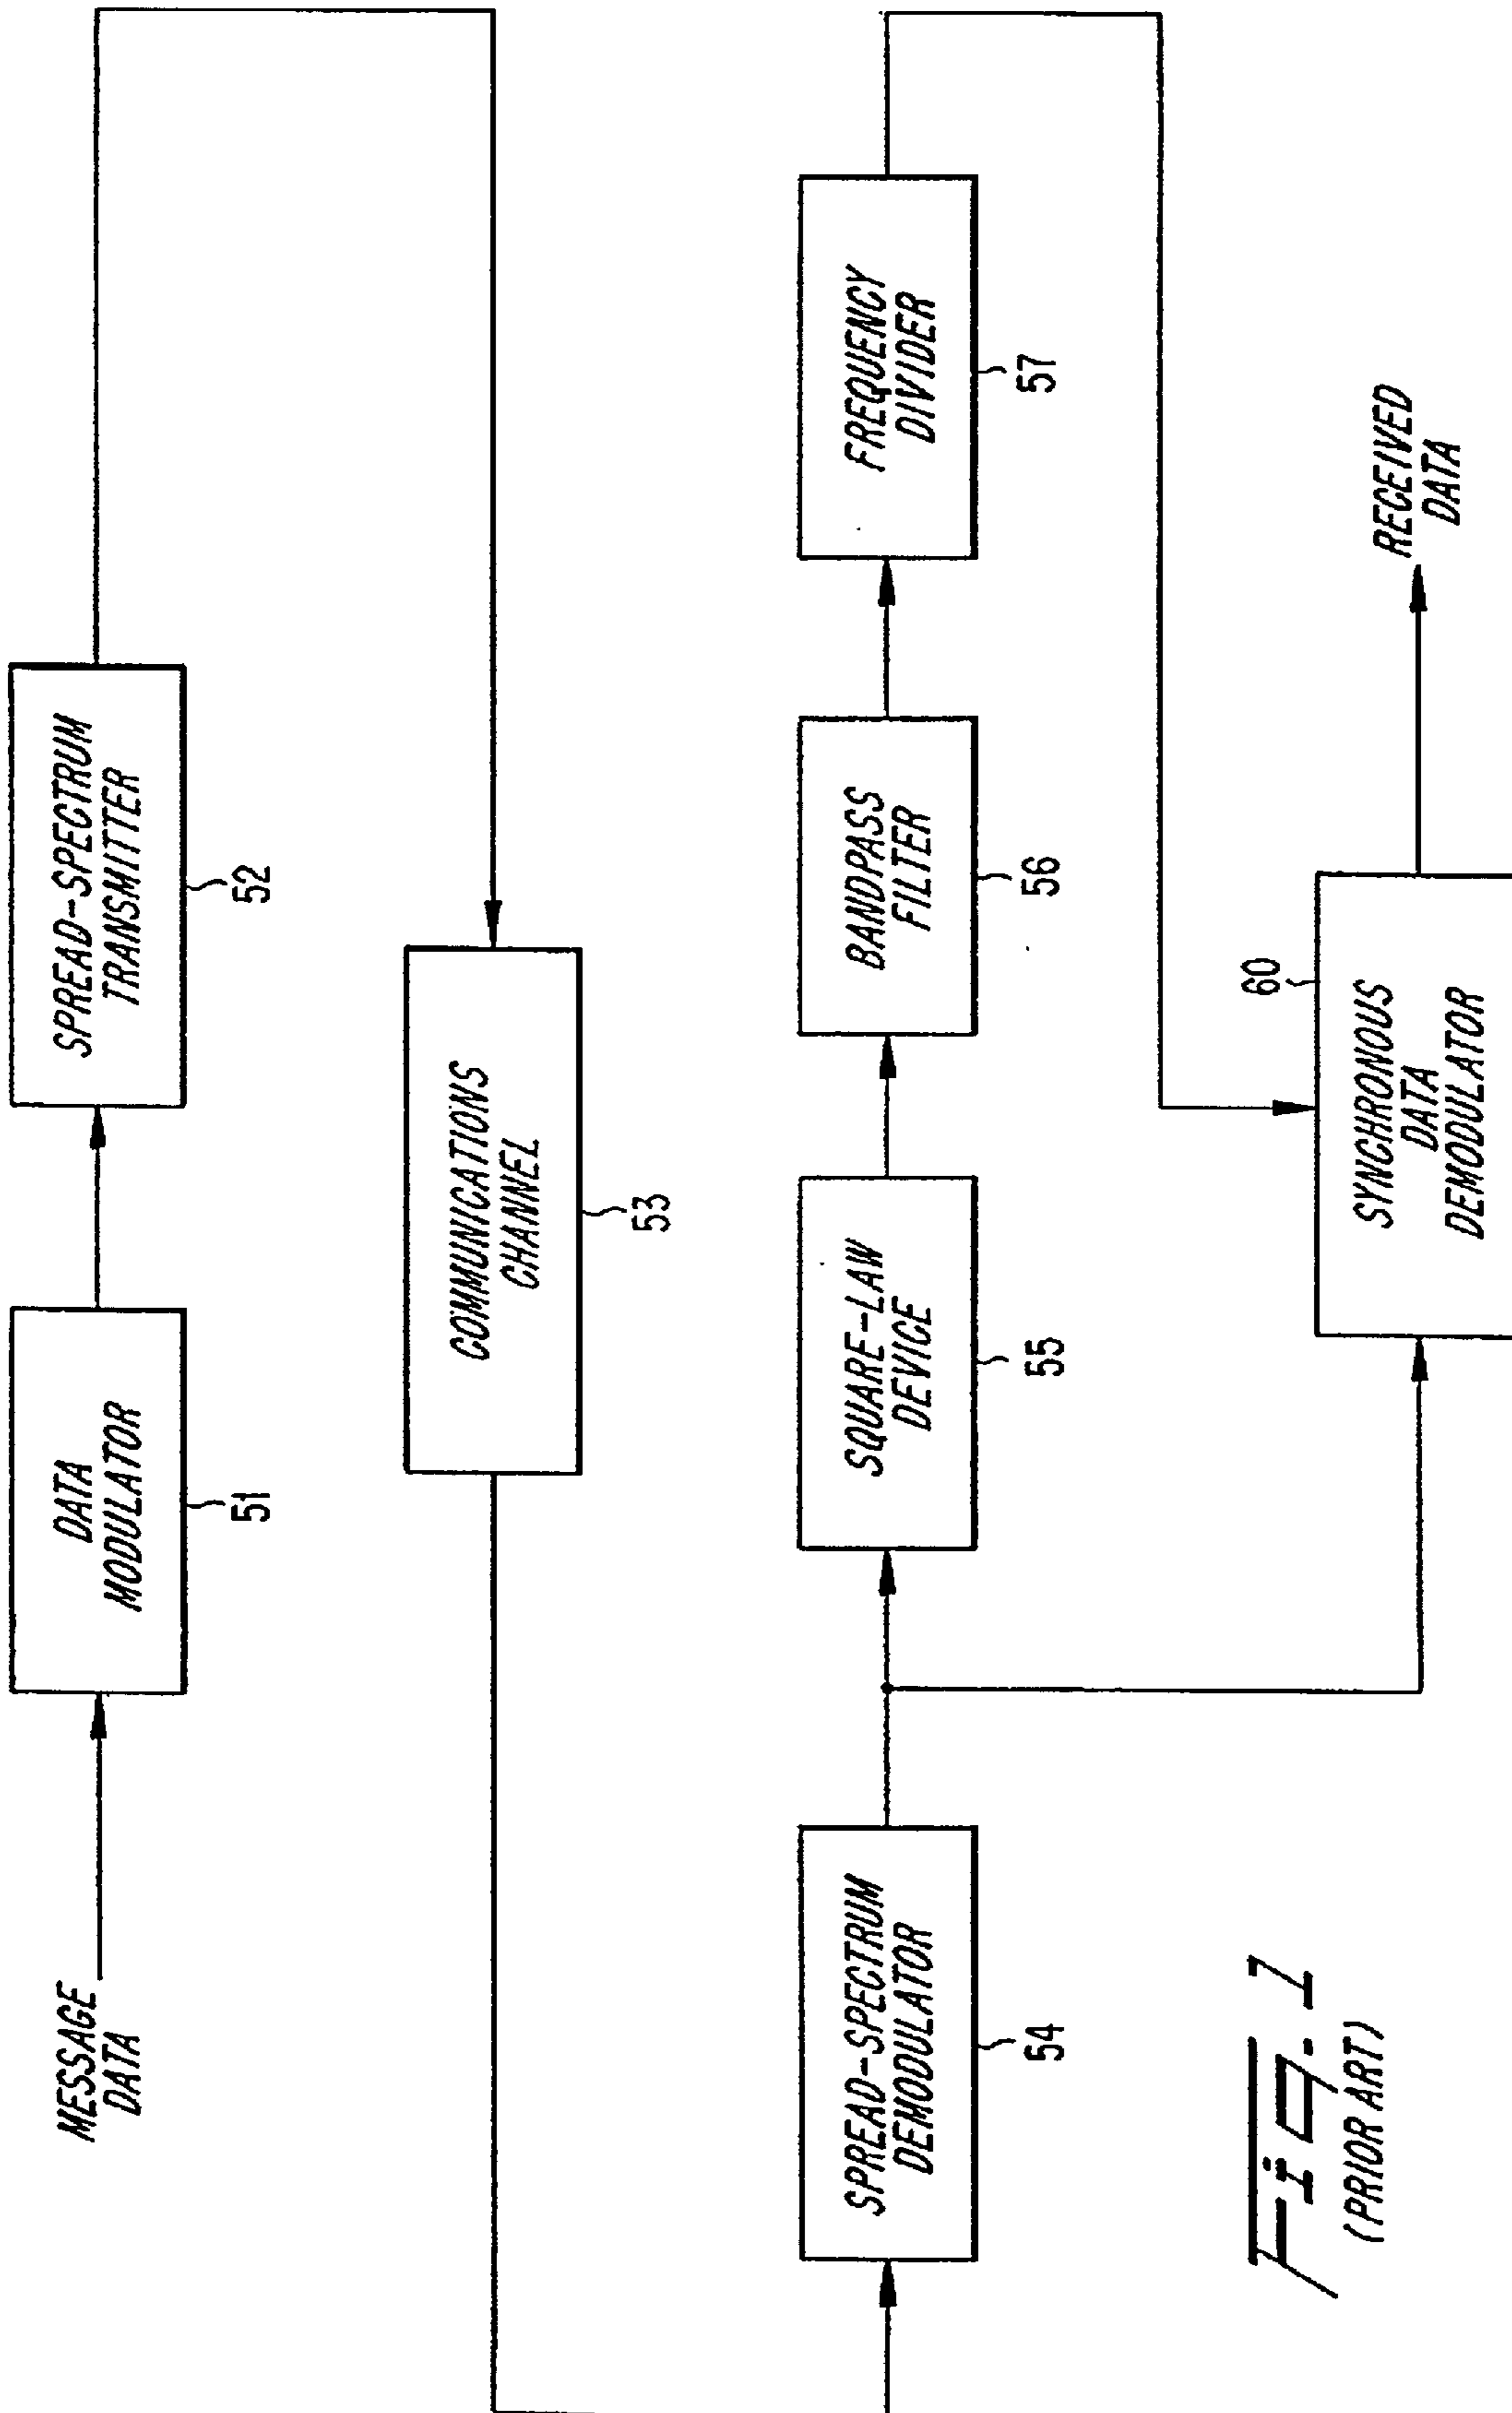 MESSAGE
DATA
DATA
MODULATOR
51
SPREAD-SPECTRUM
TRANSMITTER
52
COMMUNICATIONS
CHANNEL
53
SPREAD-SPECTRUM
DEMODULATOR
54
SQUARE-LAW
DEVICE
55
BANDPASS
FILTER
56
FREQUENCY
DIVIDER
57
60
SYNCHRONOUS
DATA
DEMODULATOR
RECEIVED
DATA
Fig. 1
(PRIOR ART)